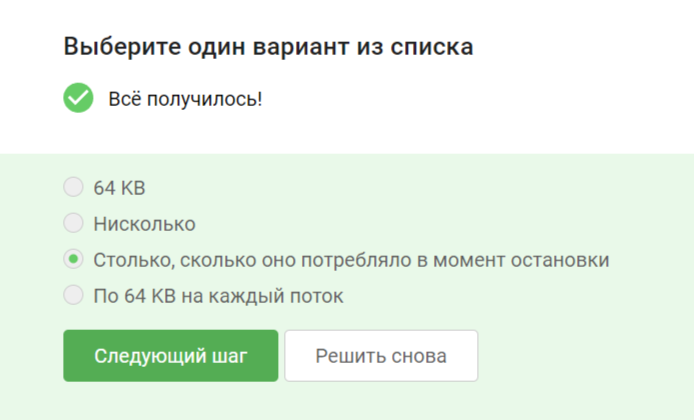 Выберите один вариант из списка
Всё получилось!
64 KB
Нисколько
Столько, сколько оно потребляло в момент остановки
По 64 KB на каждый поток
Следующий шаг
Решить снова